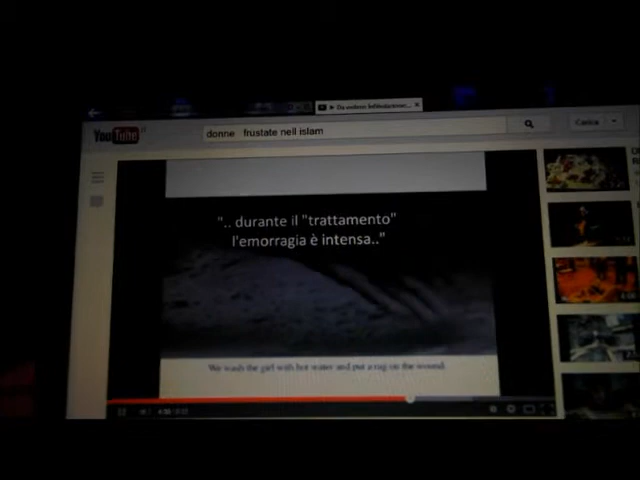 YouTube
donne frustate nell islam
Carica
".. durante il "trattamento"
l'emorragia è intensa.."
We wash the girl with hot water and put a rag on the wound.